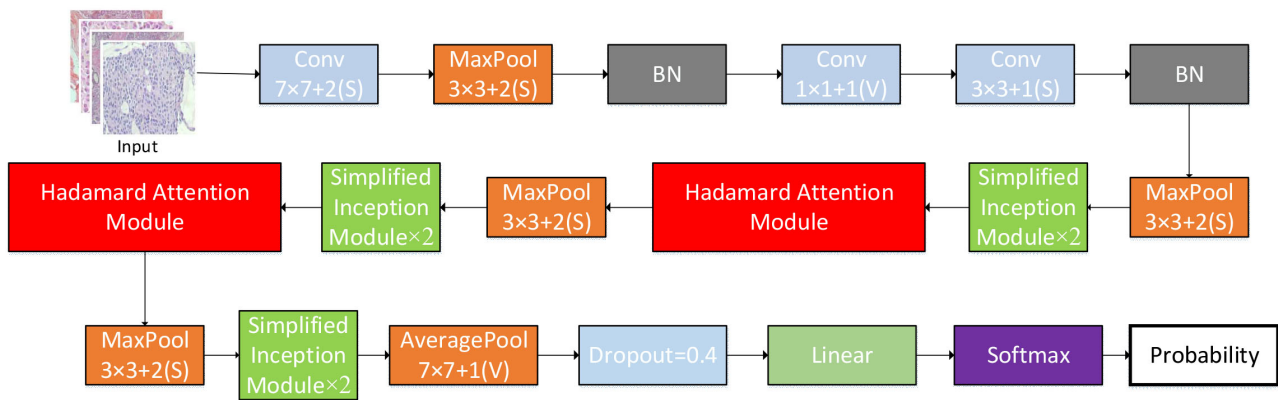 Input
Conv
7×7+2(S)
MaxPool
3×3+2(S)
BN
Conv
1×1+1(V)
Conv
3×3+1(S)
BN
MaxPool
3×3+2(S)
Simplified
Inception
Module×2
Hadamard Attention
Module
MaxPool
3×3+2(S)
Simplified
Inception
Module×2
Hadamard Attention
Module
MaxPool
3×3+2(S)
Simplified
Inception
Module×2
AveragePool
7×7+1(V)
Dropout=0.4
Linear
Softmax
Probability